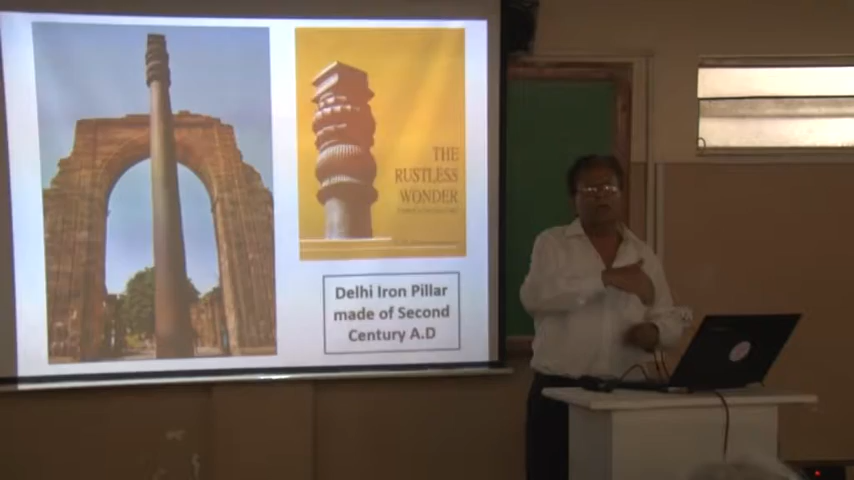 THE
RUSTLESS
WONDER
Delhi Iron Pillar
made of Second
Century A.D